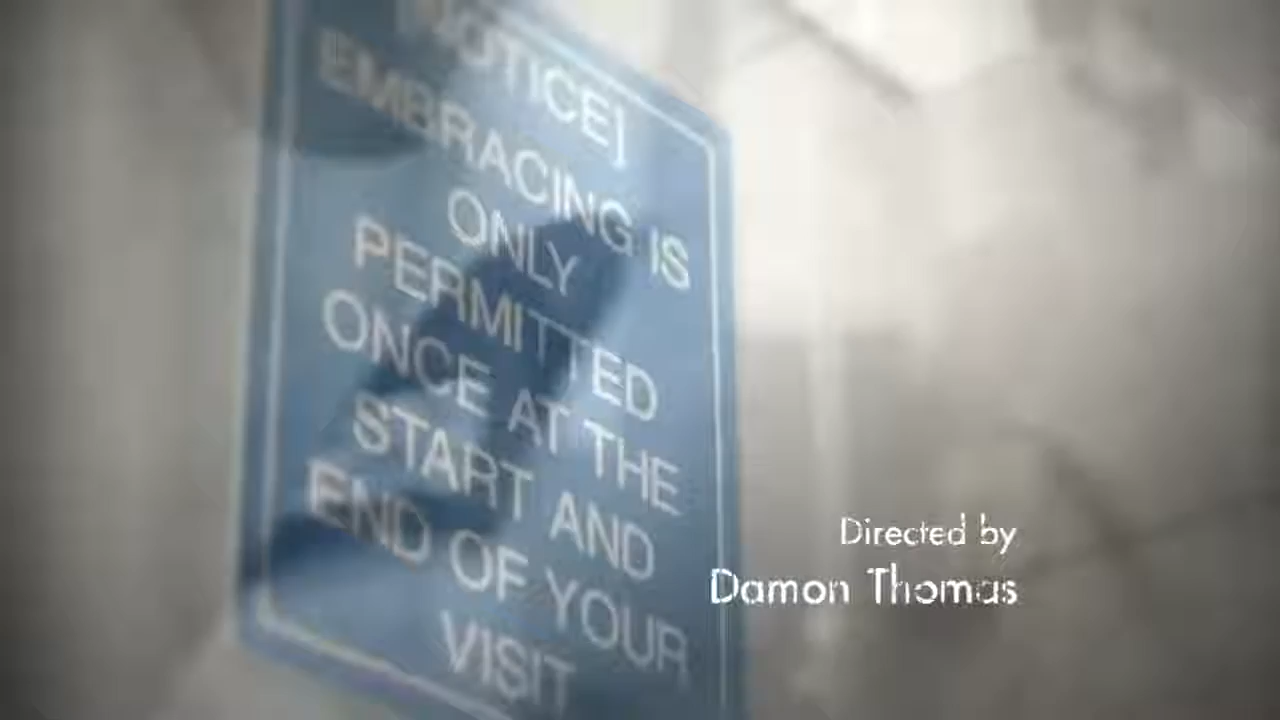 NOTICE]
EMBRACING IS
ONLY
PERMITTED
ONCE AT THE
START AND
END OF YOUR
VISIT
Directed by
Damon Thomas